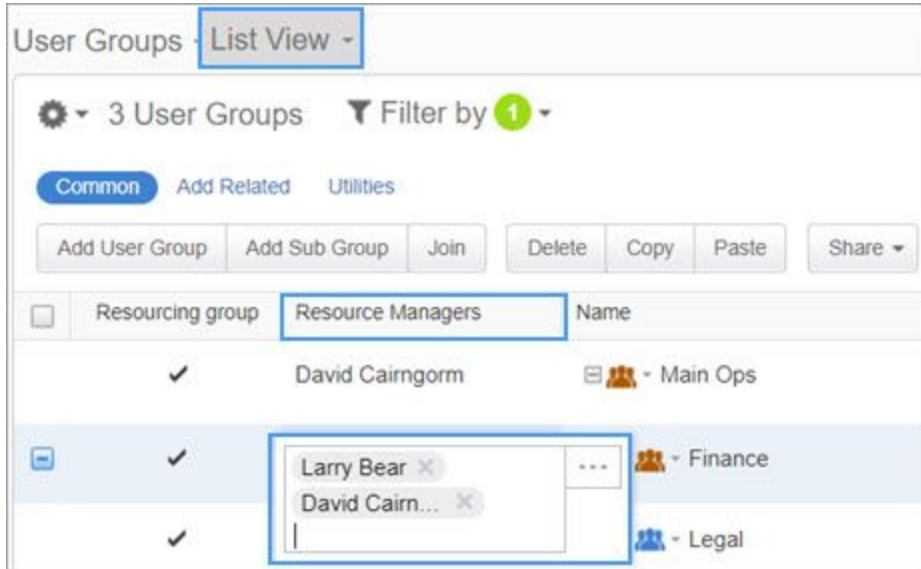 User Groups - List View
3 User Groups Filter by 1
Common Add Related Utilities
Add User Group Add Sub Group Join Delete Copy Paste Share
Resourcing group Resource Managers Name
David Cairngorm Main Ops
Larry Bear ... Finance
David Cairn...
Legal